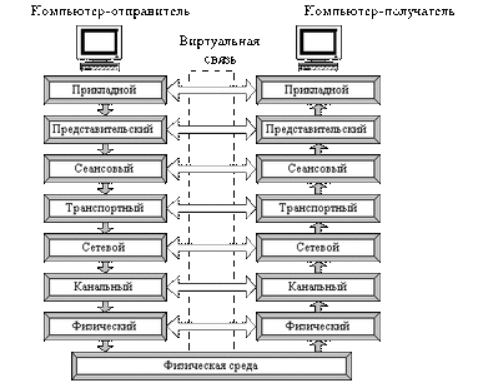 Компьютер-отправитель
Компьютер-получатель
Виртуальная
связь
Прикладной
Прикладной
Представительский
Представительский
Сеансовый
Сеансовый
Транспортный
Транспортный
Сетевой
Сетевой
Канальный
Канальный
Физический
Физический
Физическая среда